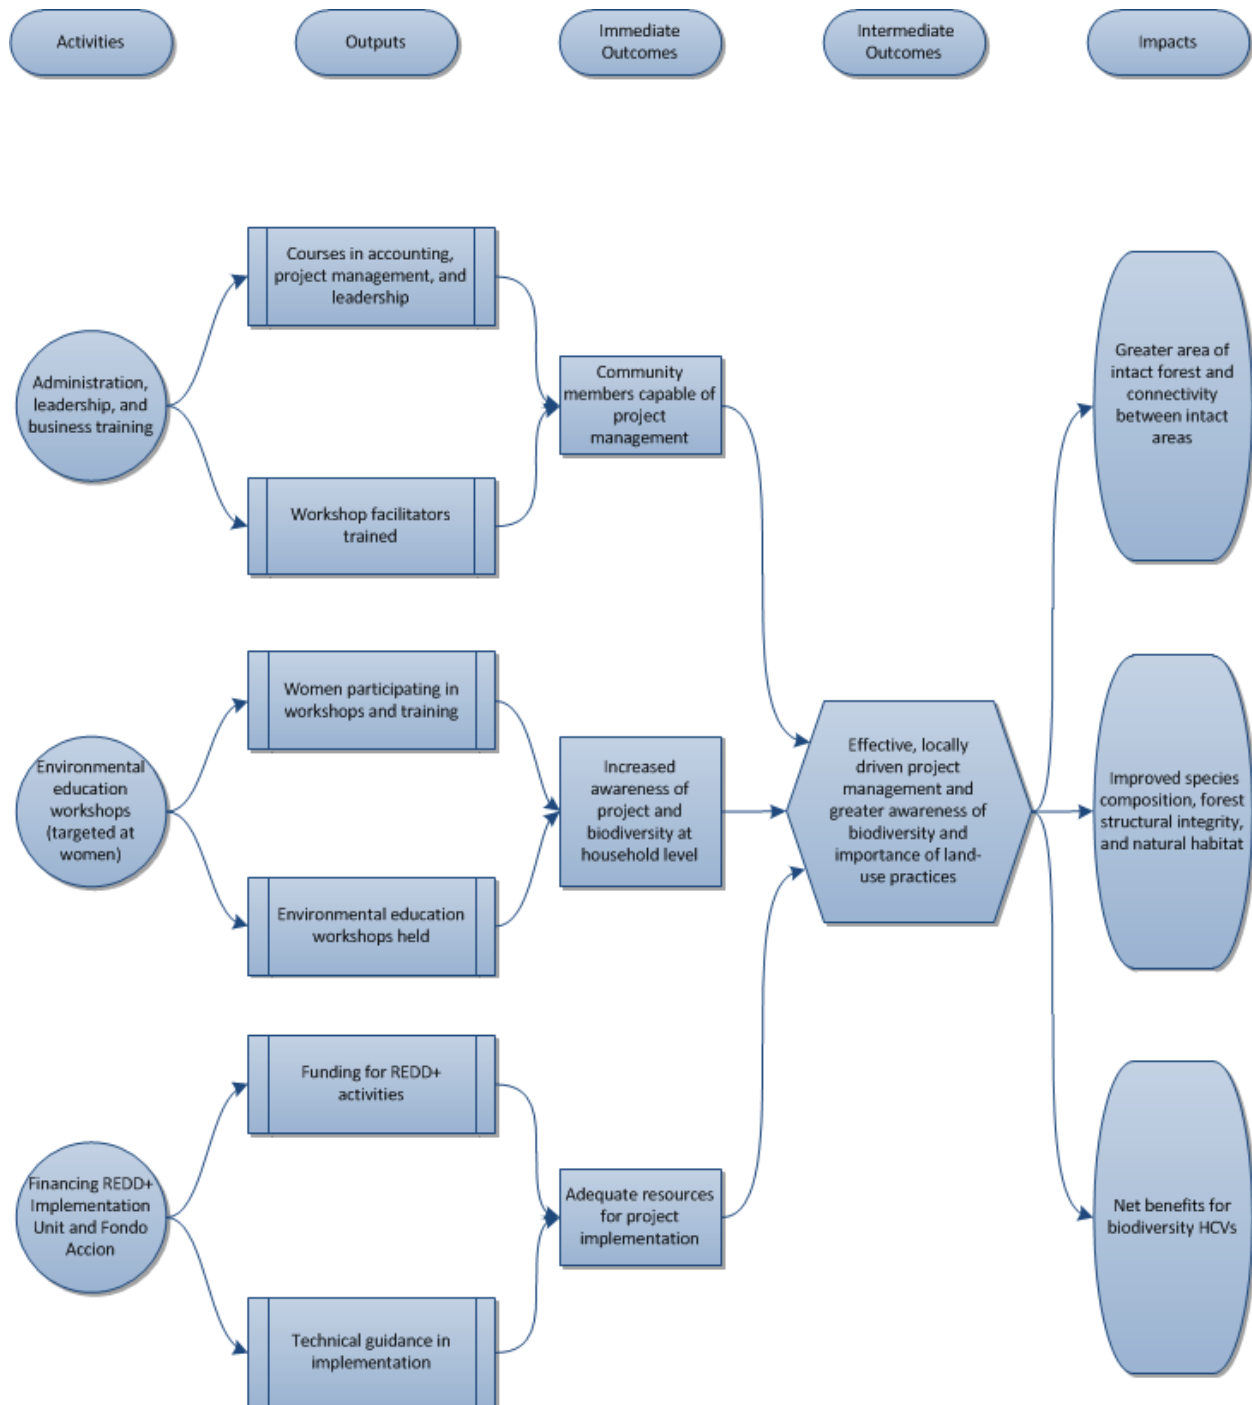 Activities
Outputs
Immediate
Outcomes
Intermediate
Outcomes
Impacts
Administration,
leadership, and
business training
Courses in accounting,
project management, and
leadership
Workshop facilitators
trained
Community
members capable of
project
management
Environmental
education
workshops
(targeted at
women)
Women participating in
workshops and training
Environmental education
workshops held
Increased
awareness of
project and
biodiversity at
household level
Financing REDD+
Implementation
Unit and Fondo
Accion
Funding for REDD+
activities
Technical guidance in
implementation
Adequate resources
for project
implementation
Effective, locally
driven project
management and
greater awareness of
biodiversity and
importance of land-
use practices
Greater area of
intact forest and
connectivity
between intact
areas
Improved species
composition, forest
structural integrity,
and natural habitat
Net benefits for
biodiversity HCVs